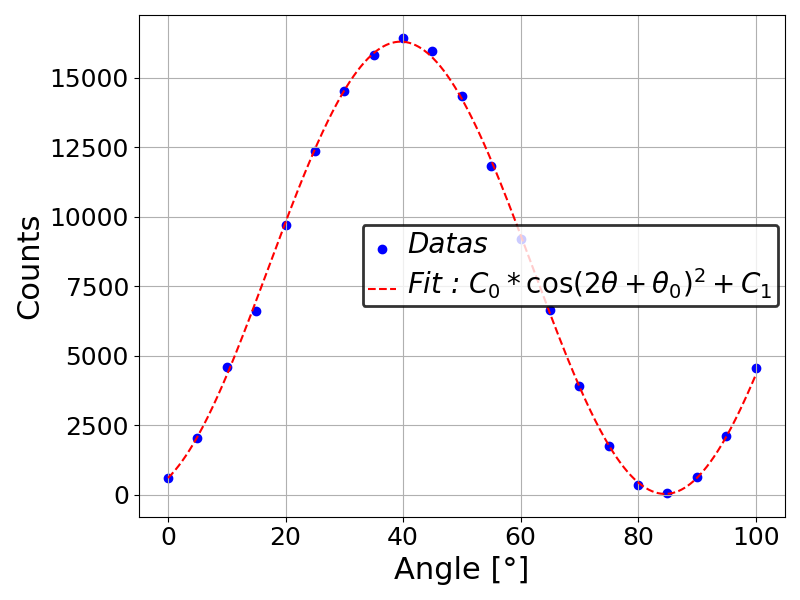 15000
12500
10000
7500
5000
2500
0
Counts
Datas
Fit : C₀ * cos(2θ + θ₀)² + C₁
0 20 40 60 80 100
Angle [°]